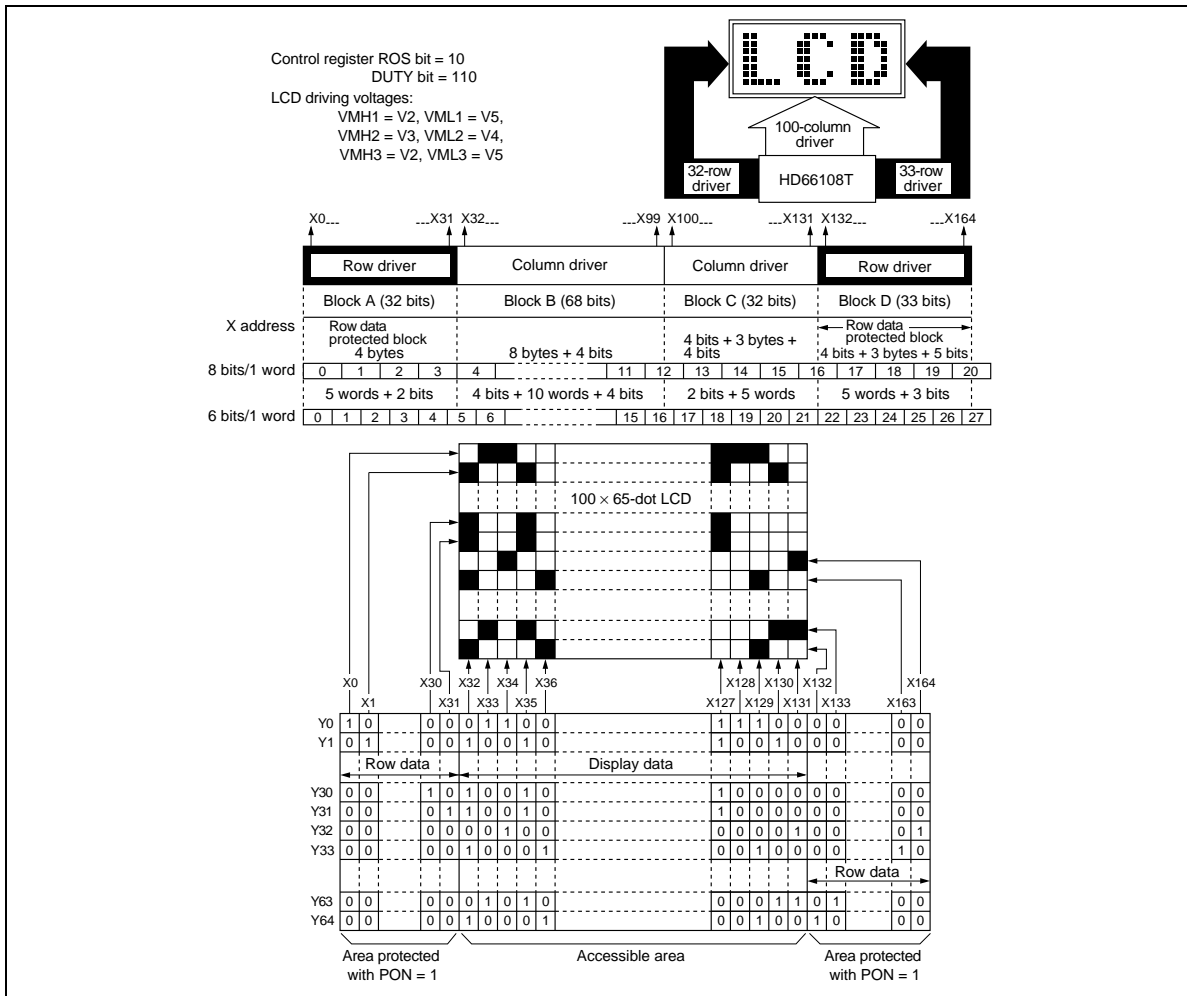 Control register ROS bit = 10
DUTY bit = 110
LCD driving voltages:
VMH1 = V2, VML1 = V5,
VMH2 = V3, VML2 = V4,
VMH3 = V2, VML3 = V5
LCD
100-column
driver
32-row
driver
HD66108T
33-row
driver
X0--- ---X31 X32--- ---X99 X100--- ---X131 X132--- ---X164
Row driver Column driver Column driver Row driver
Block A (32 bits) Block B (68 bits) Block C (32 bits) Block D (33 bits)
X address
Row data
protected block
4 bytes
8 bytes + 4 bits
4 bits + 3 bytes +
4 bits
Row data
protected block
4 bits + 3 bytes + 5 bits
8 bits/1 word 0 1 2 3 4 11 12 13 14 15 16 17 18 19 20
5 words + 2 bits 4 bits + 10 words + 4 bits 2 bits + 5 words 5 words + 3 bits
6 bits/1 word 0 1 2 3 4 5 6 15 16 17 18 19 20 21 22 23 24 25 26 27
100 × 65-dot LCD
X0 X30 X32 X34 X36 X128 X130 X132 X164
X1 X31 X33 X35 X127 X129 X131 X133 X163
Y0 1 0 0 0 0 1 1 0 0 1 1 1 0 0 0 0 0 0
Y1 0 1 0 0 1 0 0 1 0 1 0 0 1 0 0 0 0 0
Row data Display data
Y30 0 0 1 0 1 0 0 1 0 1 0 0 0 0 0 0 0 0
Y31 0 0 0 1 1 0 0 1 0 1 0 0 0 0 0 0 0 0
Y32 0 0 0 0 0 0 1 0 0 0 0 0 0 1 0 0 0 1
Y33 0 0 0 0 1 0 0 0 1 0 0 1 0 0 0 0 1 0
Row data
Y63 0 0 0 0 0 1 0 1 0 0 0 0 1 1 0 1 0 0
Y64 0 0 0 0 1 0 0 0 1 0 0 1 0 0 1 0 0 0
Area protected
with PON = 1
Accessible area
Area protected
with PON = 1